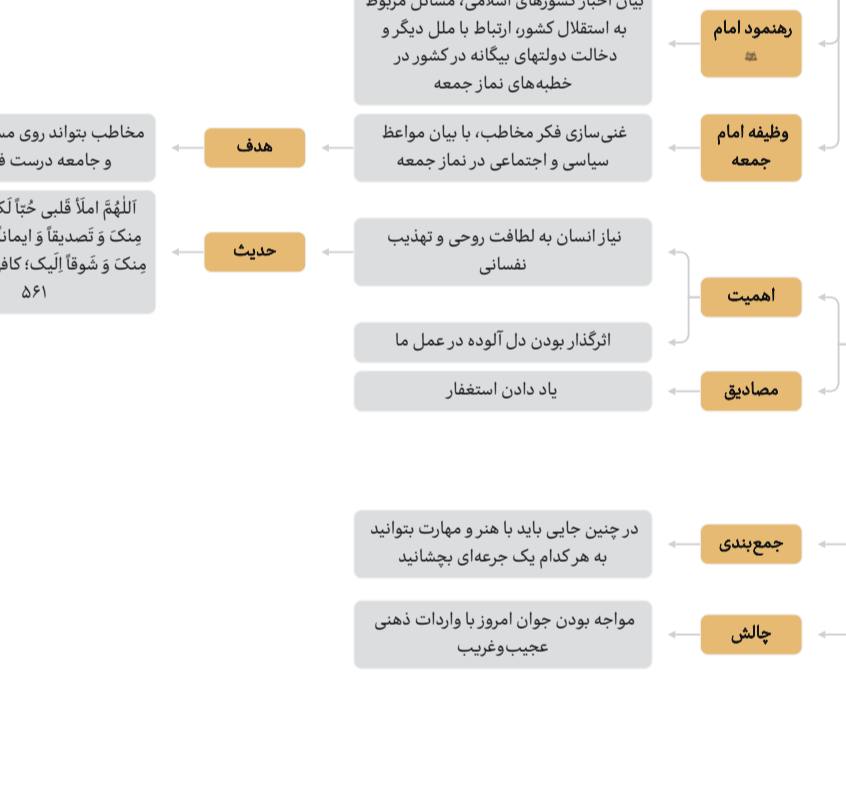 بیان اخبار کشورهای اسلامی، مسائل مربوط
رهنمود امام
به استقلال کشور، ارتباط با ملل دیگر و
دخالت دولتهای بیگانه در کشور در
خطبه‌های نماز جمعه
وظیفه امام
جمعه
غنی‌سازی فکر مخاطب، با بیان مواعظ
سیاسی و اجتماعی در نماز جمعه
هدف
مخاطب بتواند روی
و جامعه درست
اهمیت
نیاز انسان به لطافت روحی و تهذیب
نفسانی
حدیث
اَللٰهُمَّ املَأ قَلبی حُبّاً
مِنکَ وَ تَصدیقاً وَ
مِنکَ وَ شَوقاً اِلَیک؛
۵۶۱
اثرگذار بودن دل آلوده در عمل ما
مصادیق
یاد دادن استغفار
جمع‌بندی
در چنین جایی باید با هنر و مهارت بتوانید
به هر کدام یک جرعه‌ای بچشانید
چالش
مواجه بودن جوان امروز با واردات ذهنی
عجیب‌وغریب